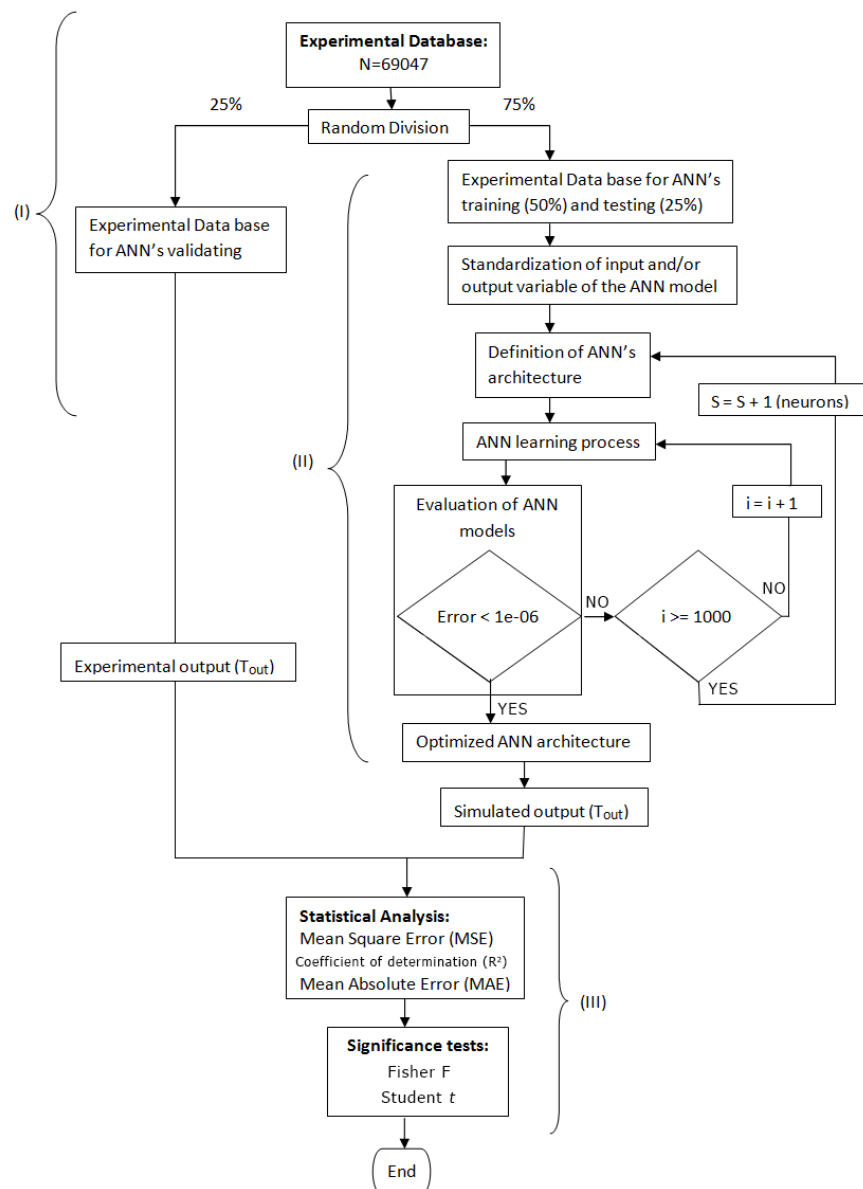 Experimental Database:
N=69047
25%
75%
Random Division
(I)
Experimental Data base
for ANN's validating
Experimental Data base for ANN's
training (50%) and testing (25%)
Standardization of input and/or
output variable of the ANN model
Definition of ANN's
architecture
S = S + 1 (neurons)
ANN learning process
(II)
Evaluation of ANN
models
i = i + 1
Error < 1e-06
NO
i >= 1000
NO
YES
YES
Experimental output (Tout)
Optimized ANN architecture
Simulated output (Tout)
Statistical Analysis:
Mean Square Error (MSE)
Coefficient of determination (R²)
Mean Absolute Error (MAE)
(III)
Significance tests:
Fisher F
Student t
End